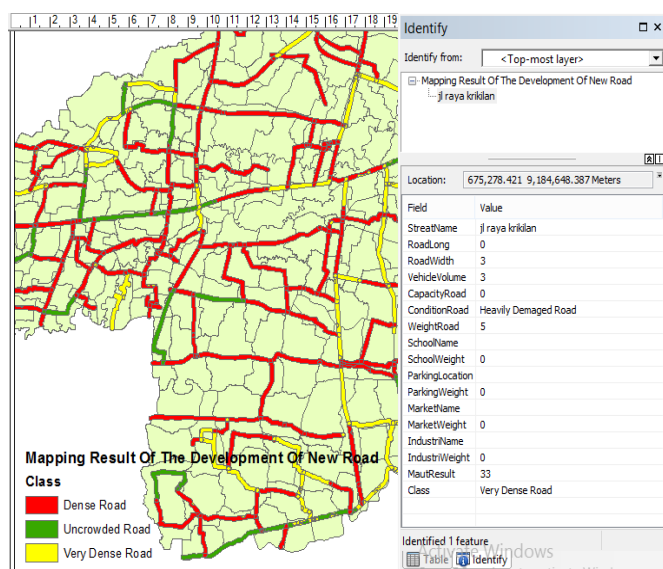 1 2 3 4 5 6 7 8 9 10 11 12 13 14 15 16 17 18 19
Mapping Result Of The Development Of New Road
Class
Dense Road
Uncrowded Road
Very Dense Road
Identify
Identify from: <Top-most layer>
Mapping Result Of The Development Of New Road
jl raya krikilan
Location: 675,278.421 9,184,648.387 Meters
Field Value
StreatName jl raya krikilan
RoadLong 0
RoadWidth 3
VehicleVolume 3
CapacityRoad 0
ConditionRoad Heavily Demaged Road
WeightRoad 5
SchoolName
SchoolWeight 0
ParkingLocation
ParkingWeight 0
MarketName
MarketWeight 0
IndustriName
IndustriWeight 0
MautResult 33
Class Very Dense Road
Identified 1 feature
Activate Windows
Table Identify